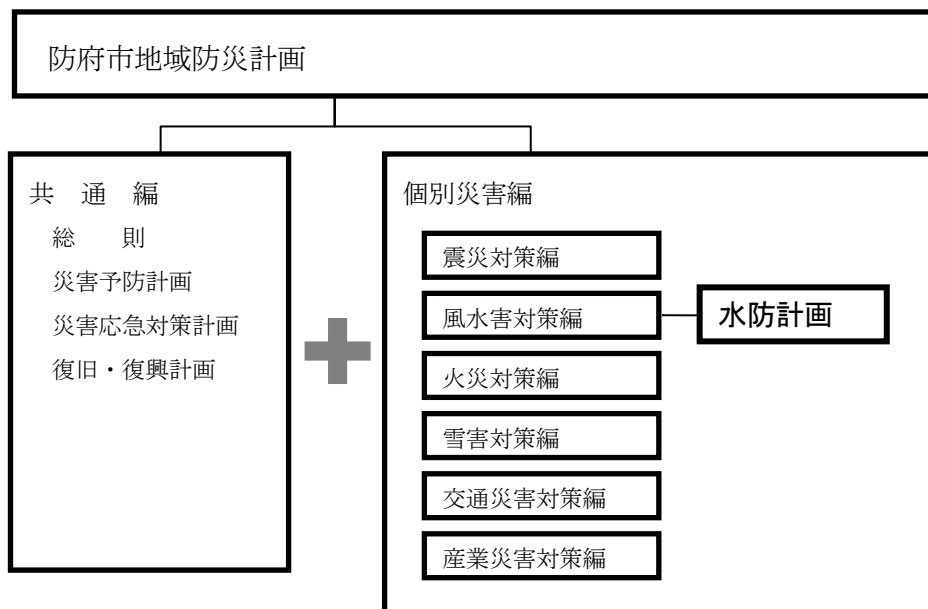 防府市地域防災計画
共　通　編
総　　則
災害予防計画
災害応急対策計画
復旧・復興計画
個別災害編
震災対策編
風水害対策編
水防計画
火災対策編
雪害対策編
交通災害対策編
産業災害対策編